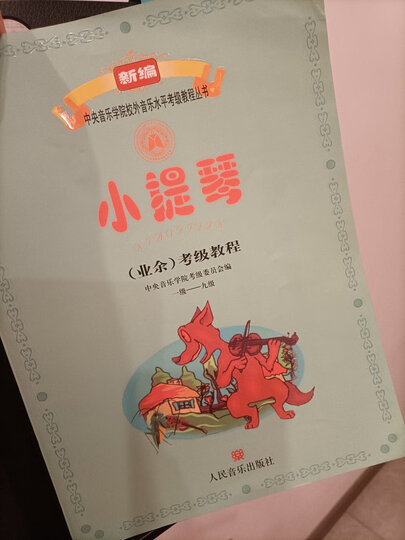 新编
中央音乐学院校外音乐水平考级教程丛书
小提琴
（业余）考级教程
中央音乐学院考级委员会编
一级——九级
人民音乐出版社